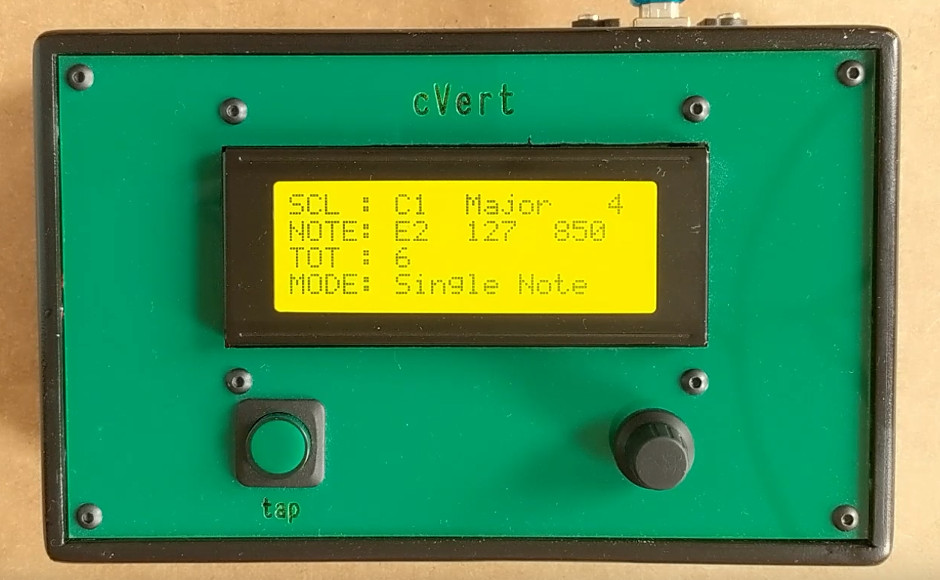 cVert
SCL : C1 Major 4
NOTE: E2 127 850
TOT : 6
MODE: Single Note
tap